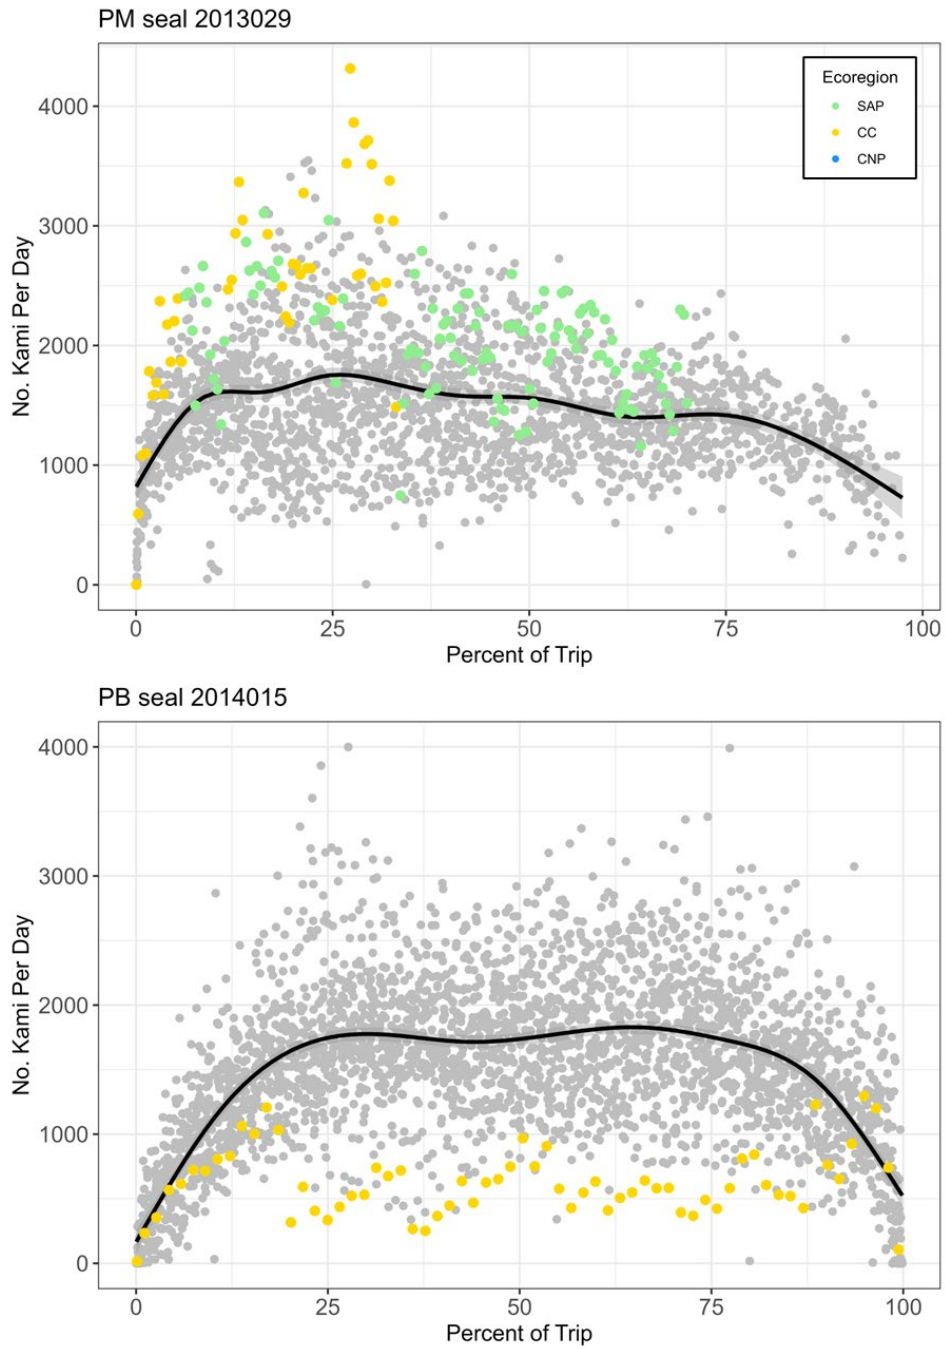 PM seal 2013029
No. Kami Per Day
4000
3000
2000
1000
0
Ecoregion
SAP
CC
CNP
0 25 50 75 100
Percent of Trip
PB seal 2014015
No. Kami Per Day
4000
3000
2000
1000
0
0 25 50 75 100
Percent of Trip